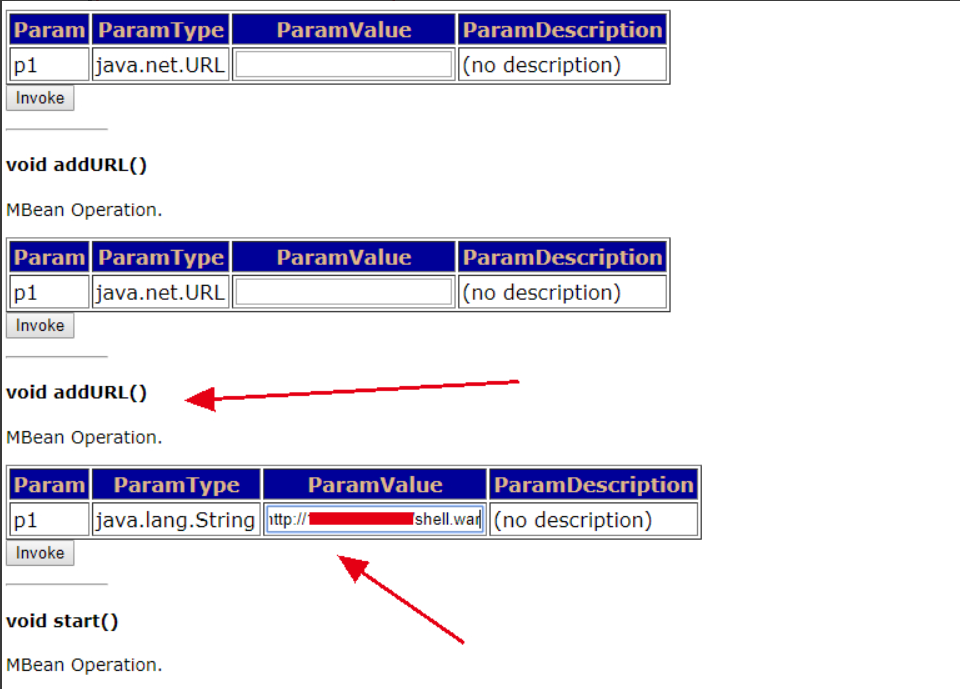 Param ParamType ParamValue ParamDescription
p1 java.net.URL (no description)
Invoke
void addURL()
MBean Operation.
Param ParamType ParamValue ParamDescription
p1 java.net.URL (no description)
Invoke
void addURL()
MBean Operation.
Param ParamType ParamValue ParamDescription
p1 java.lang.String http:// /shell.war (no description)
Invoke
void start()
MBean Operation.